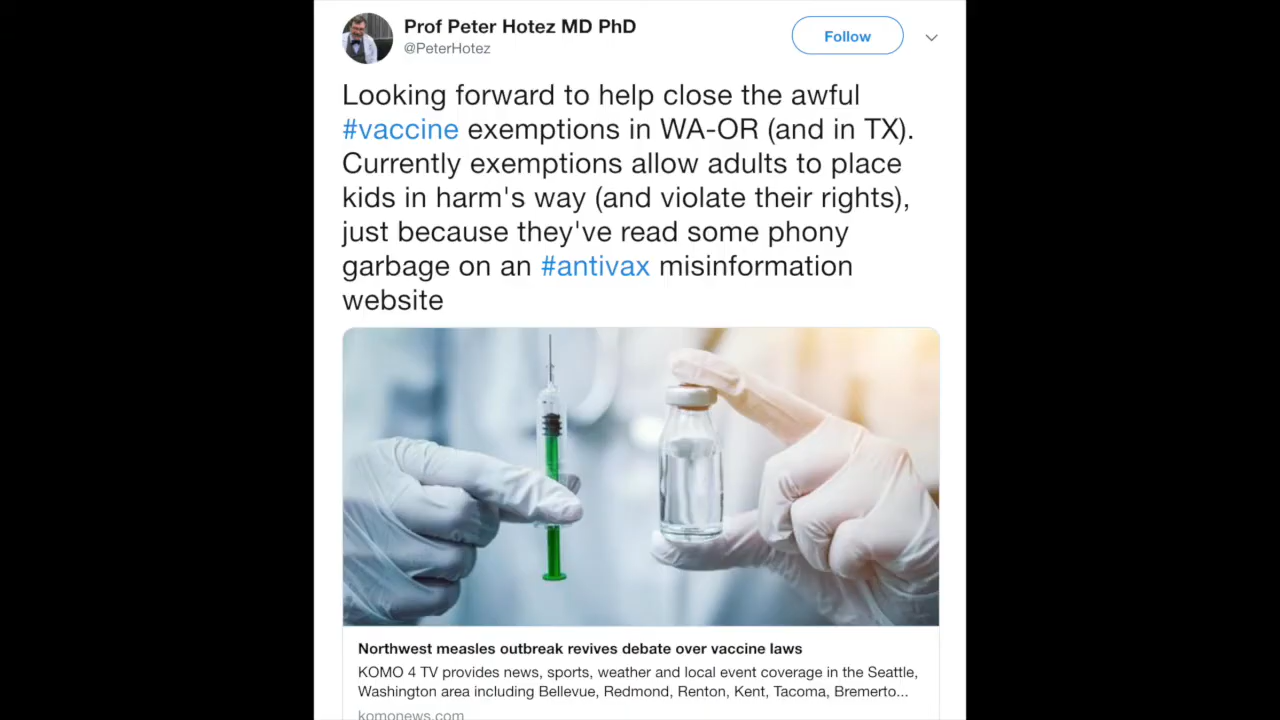 Prof Peter Hotez MD PhD
@PeterHotez
Follow
Looking forward to help close the awful
#vaccine exemptions in WA-OR (and in TX).
Currently exemptions allow adults to place
kids in harm's way (and violate their rights),
just because they've read some phony
garbage on an #antivax misinformation
website
Northwest measles outbreak revives debate over vaccine laws
KOMO 4 TV provides news, sports, weather and local event coverage in the Seattle,
Washington area including Bellevue, Redmond, Renton, Kent, Tacoma, Bremerto...
komonews.com